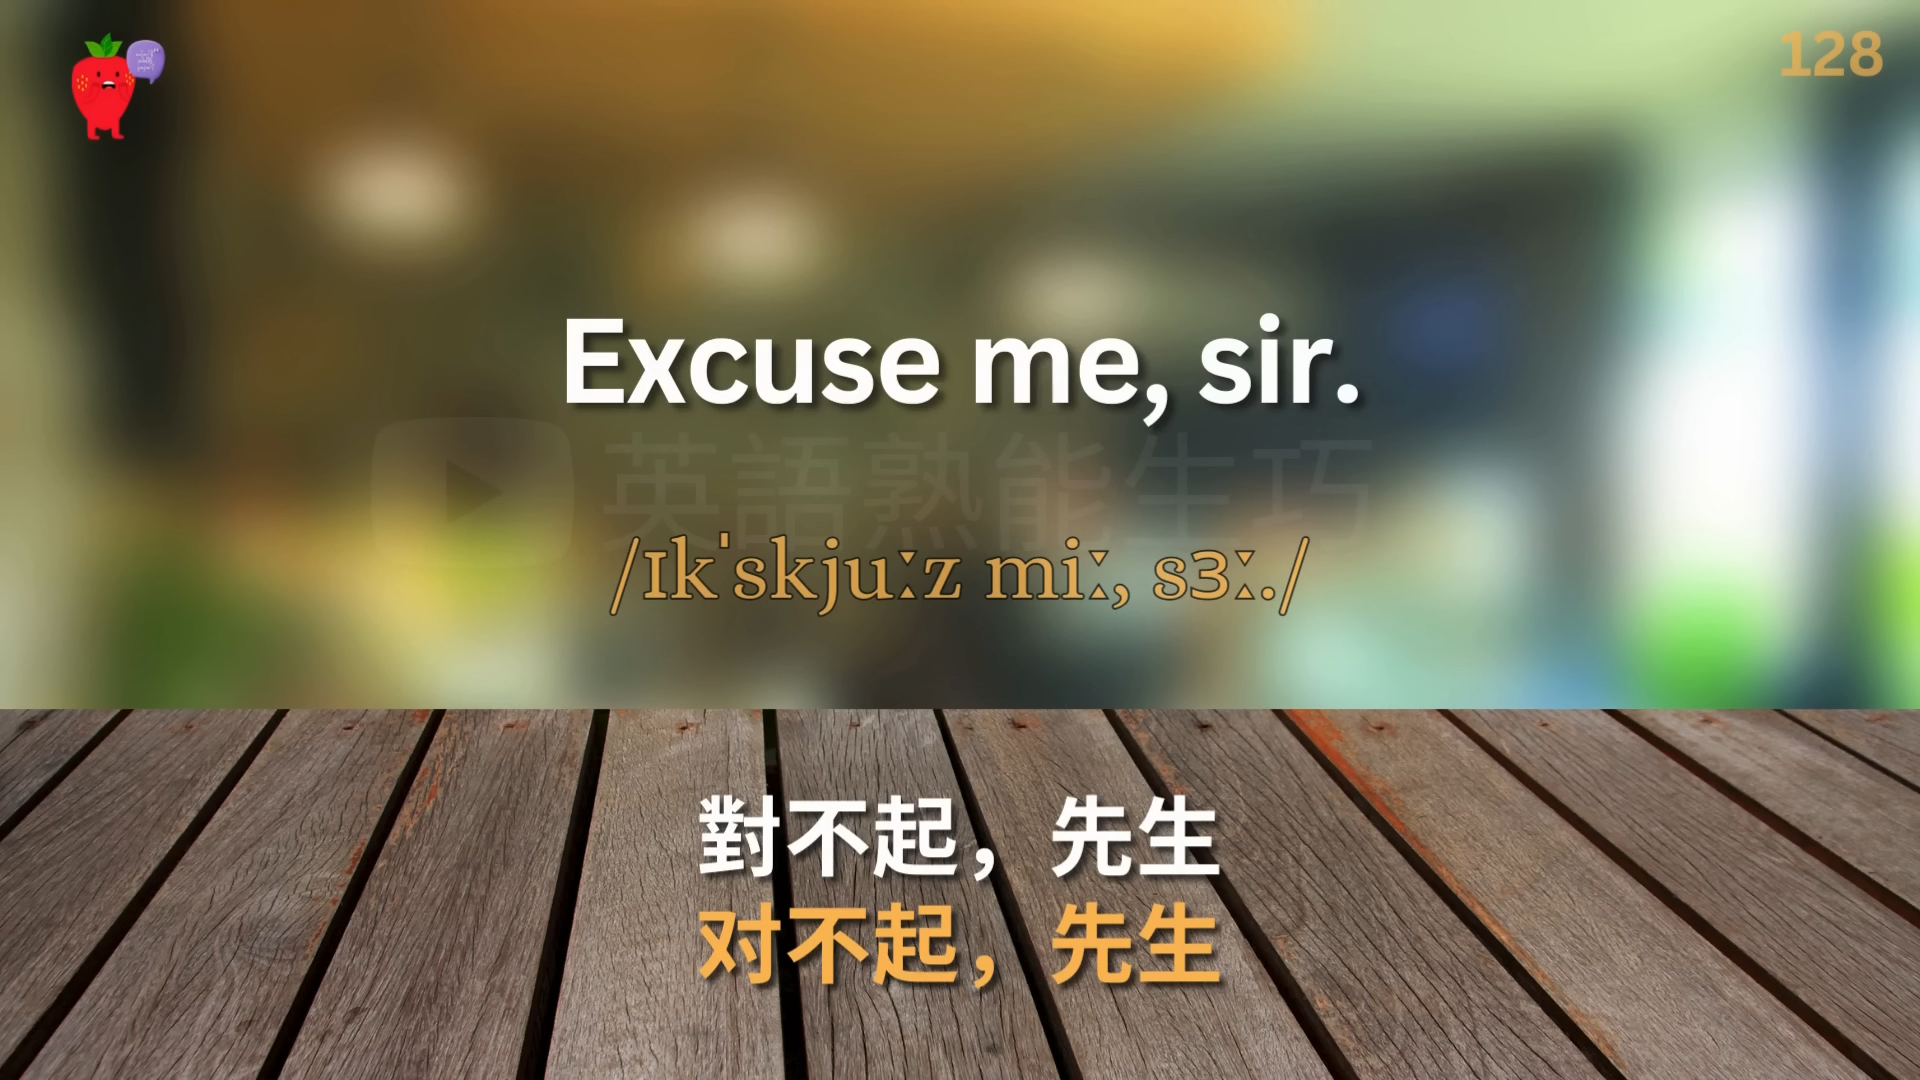 128
Excuse me, sir.
英語熟能生巧
/ɪkˈskjuːz miː, sɜː./
對不起，先生
对不起，先生